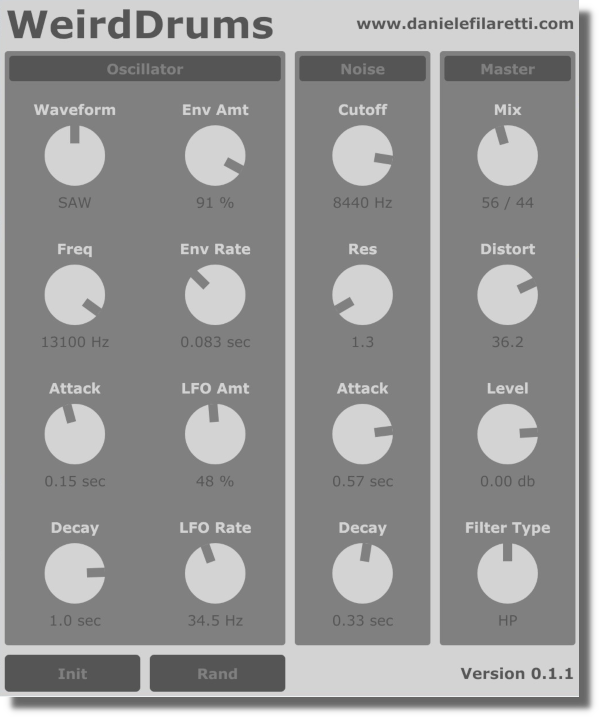 WeirdDrums
www.danielefilaretti.com
Oscillator
Noise
Master
Waveform
Env Amt
Cutoff
Mix
SAW
91 %
8440 Hz
56 / 44
Freq
Env Rate
Res
Distort
13100 Hz
0.083 sec
1.3
36.2
Attack
LFO Amt
Attack
Level
0.15 sec
48 %
0.57 sec
0.00 db
Decay
LFO Rate
Decay
Filter Type
1.0 sec
34.5 Hz
0.33 sec
HP
Init
Rand
Version 0.1.1